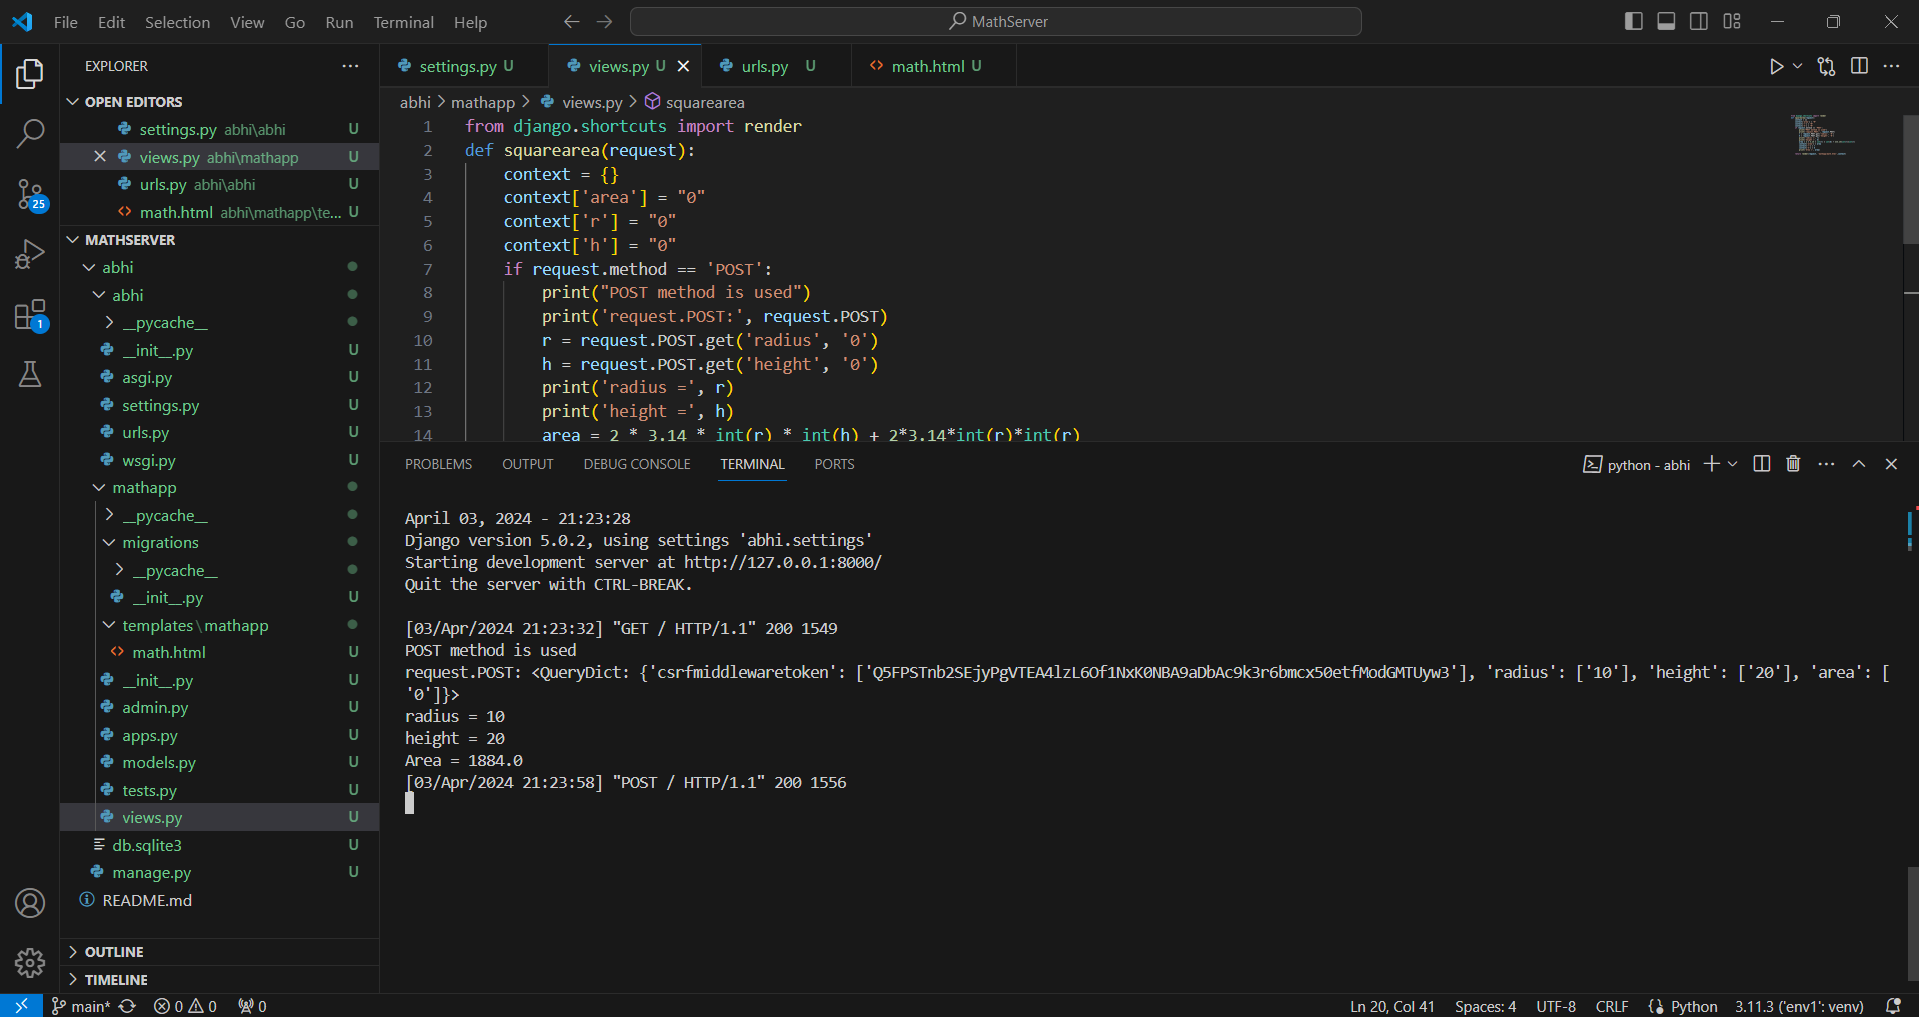 File Edit Selection View Go Run Terminal Help
MathServer
EXPLORER
OPEN EDITORS
settings.py abhi\abhi U
views.py abhi\mathapp U
urls.py abhi\abhi U
math.html abhi\mathapp\te... U
MATHSERVER
abhi
abhi
__pycache__
__init__.py U
asgi.py U
settings.py U
urls.py U
wsgi.py U
mathapp
__pycache__
migrations
__pycache__
__init__.py U
templates\mathapp
math.html U
__init__.py U
admin.py U
apps.py U
models.py U
tests.py U
views.py U
db.sqlite3 U
manage.py U
README.md
OUTLINE
TIMELINE
25
1
settings.py U views.py U urls.py U math.html U
abhi > mathapp > views.py > squarearea
1 from django.shortcuts import render
2 def squarearea(request):
3 context = {}
4 context['area'] = "0"
5 context['r'] = "0"
6 context['h'] = "0"
7 if request.method == 'POST':
8 print("POST method is used")
9 print('request.POST:', request.POST)
10 r = request.POST.get('radius', '0')
11 h = request.POST.get('height', '0')
12 print('radius =', r)
13 print('height =', h)
14 area = 2 * 3.14 * int(r) * int(h) + 2*3.14*int(r)*int(r)
PROBLEMS OUTPUT DEBUG CONSOLE TERMINAL PORTS
python - abhi
April 03, 2024 - 21:23:28
Django version 5.0.2, using settings 'abhi.settings'
Starting development server at http://127.0.0.1:8000/
Quit the server with CTRL-BREAK.
[03/Apr/2024 21:23:32] "GET / HTTP/1.1" 200 1549
POST method is used
request.POST: <QueryDict: {'csrfmiddlewaretoken': ['Q5FPSTnb2SEjyPgVTEA4lzL6Of1NxK0NBA9aDbAc9k3r6bmcx50etfModGMTUyw3'], 'radius': ['10'], 'height': ['20'], 'area': [
'0']}>
radius = 10
height = 20
Area = 1884.0
[03/Apr/2024 21:23:58] "POST / HTTP/1.1" 200 1556
main* 0 0 0
Ln 20, Col 41 Spaces: 4 UTF-8 CRLF Python 3.11.3 ('env1': venv)